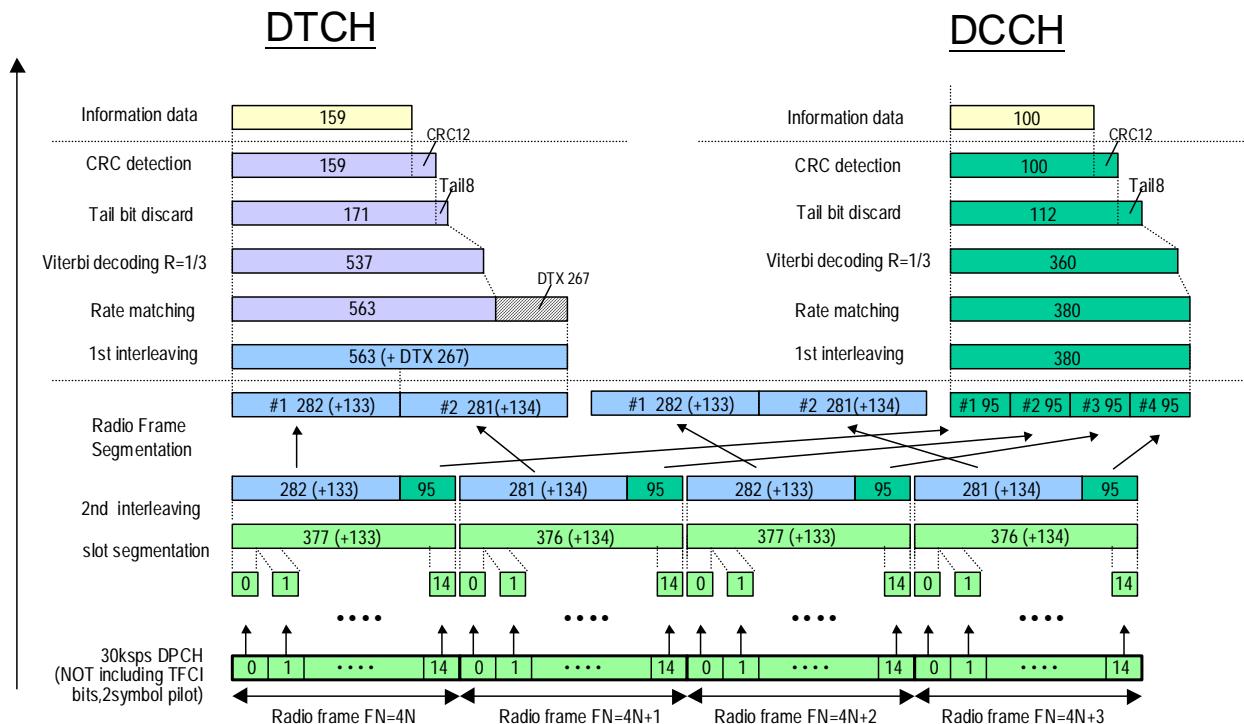 DTCH DCCH
Information data 159 Information data 100
CRC12 CRC12
CRC detection 159 CRC detection 100
Tail8 Tail8
Tail bit discard 171 Tail bit discard 112
Viterbi decoding R=1/3 537 Viterbi decoding R=1/3 360
DTX 267
Rate matching 563 Rate matching 380
1st interleaving 563 (+ DTX 267) 1st interleaving 380
#1 282 (+133) #2 281(+134) #1 282 (+133) #2 281(+134) #1 95 #2 95 #3 95 #4 95
Radio Frame
Segmentation
282 (+133) 95 281 (+134) 95 282 (+133) 95 281 (+134) 95
2nd interleaving
377 (+133) 376 (+134) 377 (+133) 376 (+134)
slot segmentation
0 1 14 0 1 14 0 1 14 0 1 14
•••• •••• •••• ••••
30ksps DPCH
(NOT including TFCI
bits,2symbol pilot)
0 1 •••• 14 0 1 •••• 14 0 1 •••• 14 0 1 •••• 14
Radio frame FN=4N Radio frame FN=4N+1 Radio frame FN=4N+2 Radio frame FN=4N+3